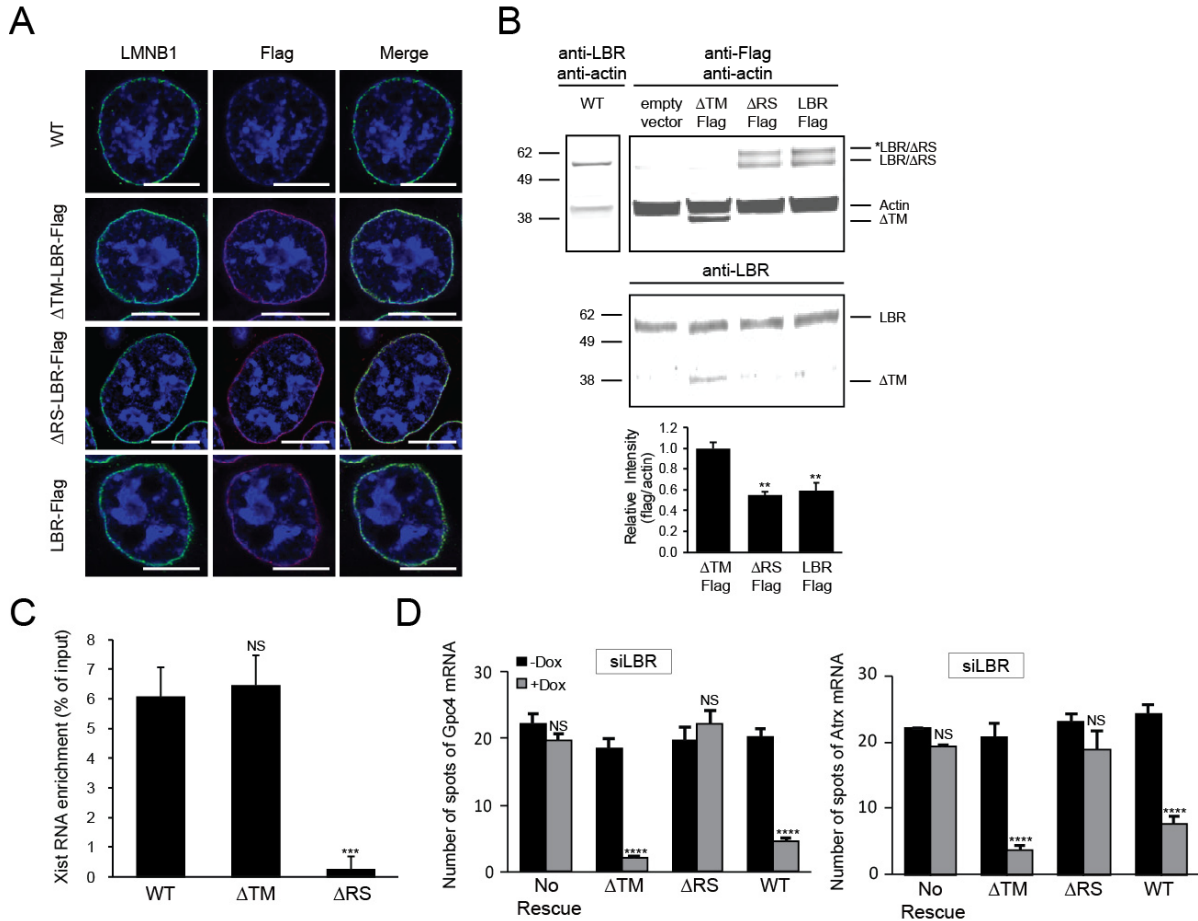 A
LMNB1 Flag Merge
WT
ΔTM-LBR-Flag
ΔRS-LBR-Flag
LBR-Flag
B
anti-LBR
anti-actin
anti-Flag
anti-actin
WT
empty
vector
ΔTM
Flag
ΔRS
Flag
LBR
Flag
62
49
38
*LBR/ΔRS
LBR/ΔRS
Actin
ΔTM
anti-LBR
62
49
38
LBR
ΔTM
Relative Intensity
(flag/actin)
1.2
1.0
0.8
0.6
0.4
0.2
0.0
** **
ΔTM
Flag
ΔRS
Flag
LBR
Flag
C
Xist RNA enrichment (% of input)
8
7
6
5
4
3
2
1
0
NS
***
WT ΔTM ΔRS
D
Number of spots of Gpc4 mRNA
30
20
10
0
-Dox
+Dox
siLBR
NS
****
NS
****
No
Rescue
ΔTM ΔRS WT
Number of spots of Atrx mRNA
30
20
10
0
siLBR
NS
****
NS
****
No
Rescue
ΔTM ΔRS WT